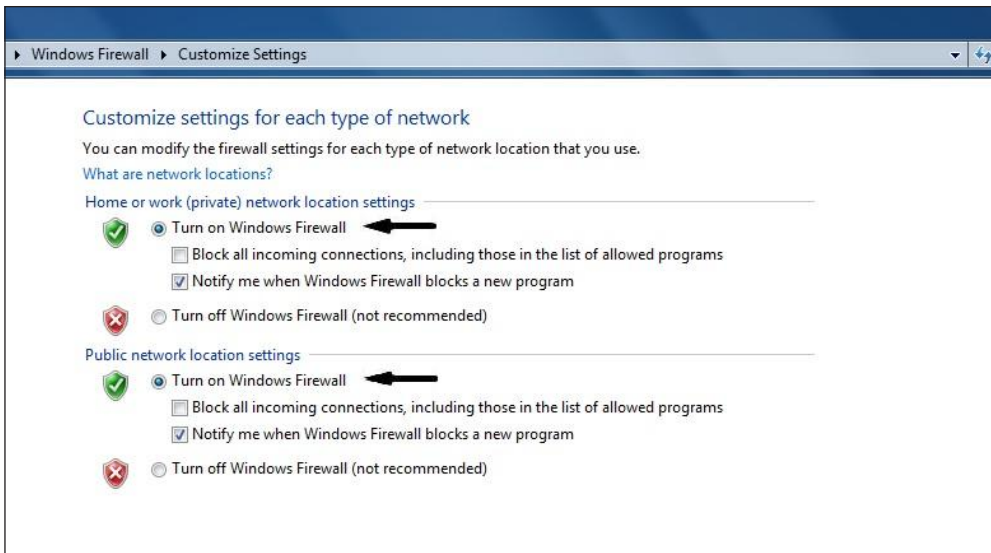 Windows Firewall Customize Settings
Customize settings for each type of network
You can modify the firewall settings for each type of network location that you use.
What are network locations?
Home or work (private) network location settings
Turn on Windows Firewall
Block all incoming connections, including those in the list of allowed programs
Notify me when Windows Firewall blocks a new program
Turn off Windows Firewall (not recommended)
Public network location settings
Turn on Windows Firewall
Block all incoming connections, including those in the list of allowed programs
Notify me when Windows Firewall blocks a new program
Turn off Windows Firewall (not recommended)